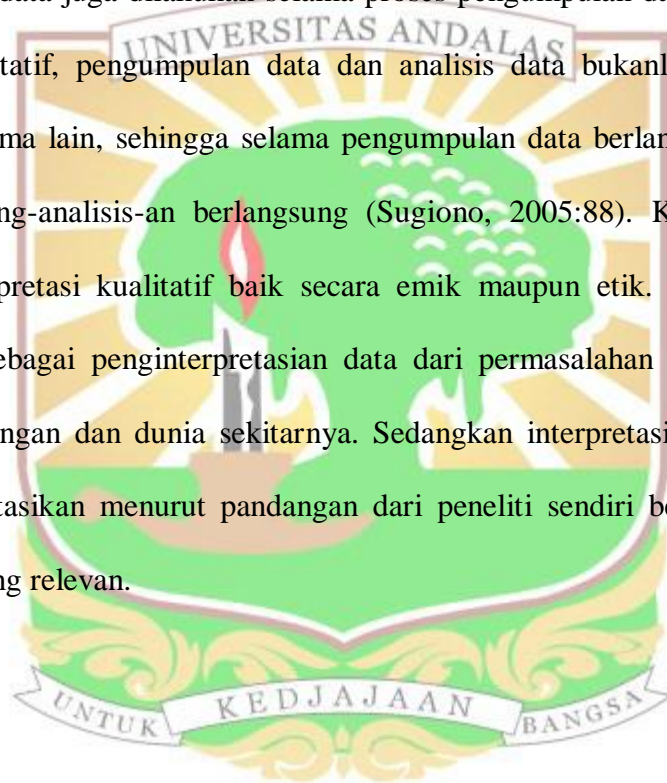 data juga dilakukan selama proses pengumpulan da
UNIVERSITAS ANDALAS
tatif, pengumpulan data dan analisis data bukanl
ma lain, sehingga selama pengumpulan data berlan
ng-analisis-an berlangsung (Sugiono, 2005:88). K
pretasi kualitatif baik secara emik maupun etik.
ebagai penginterpretasian data dari permasalahan
ngan dan dunia sekitarnya. Sedangkan interpretasi
tasikan menurut pandangan dari peneliti sendiri be
ng relevan.
UNTUK KEDJAJAAN BANGSA